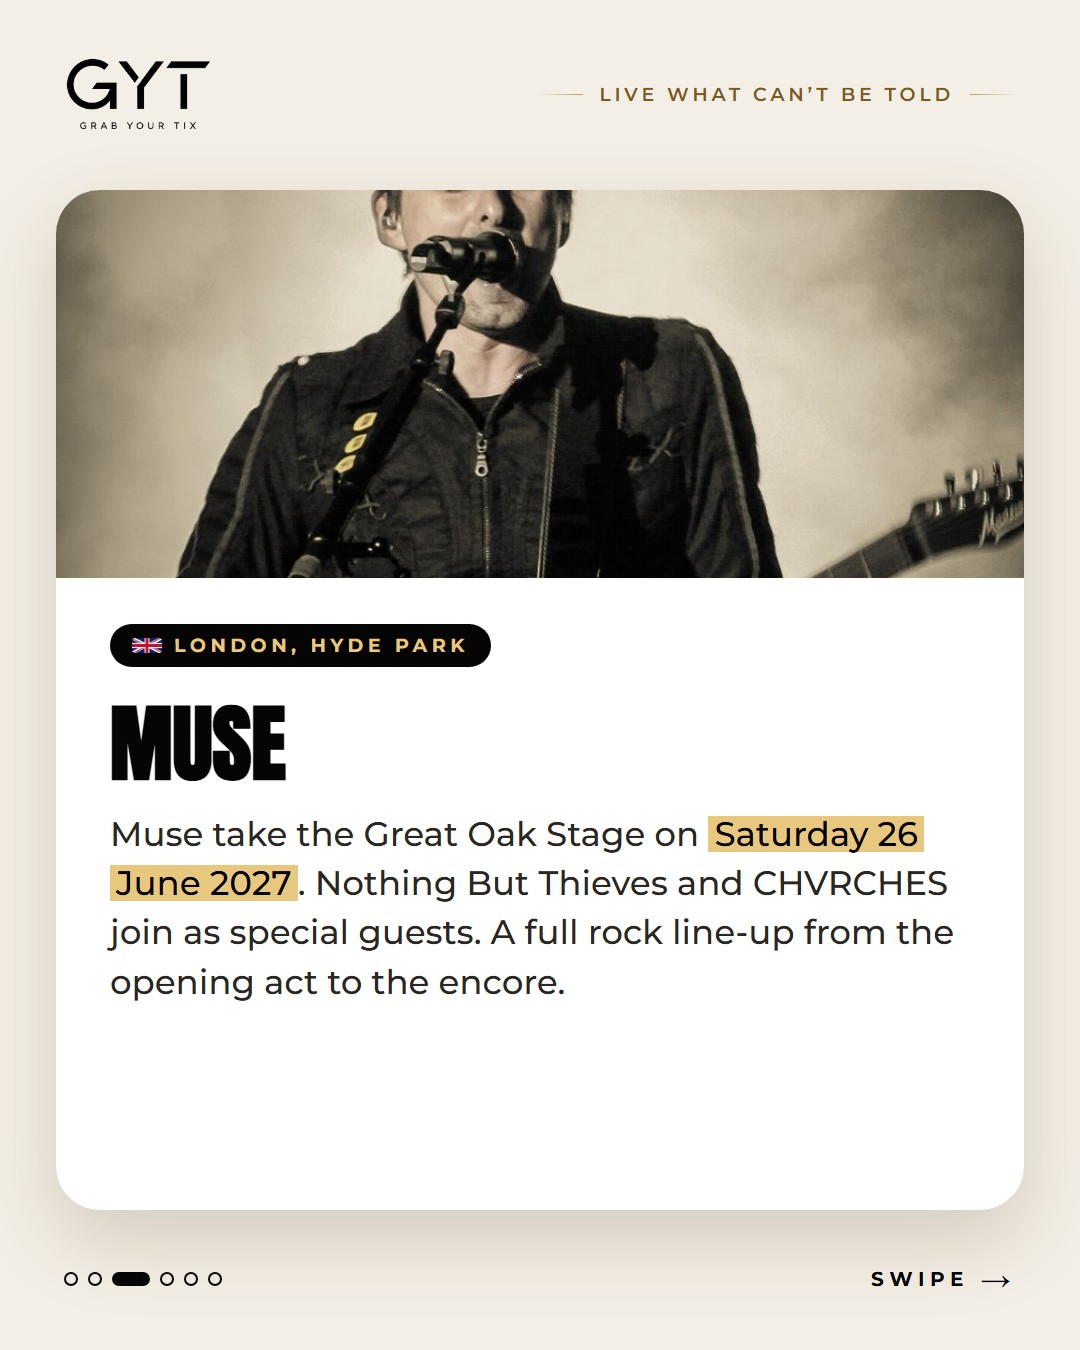 GYT
GRAB YOUR TIX
LIVE WHAT CAN’T BE TOLD
LONDON, HYDE PARK
MUSE
Muse take the Great Oak Stage on Saturday 26
June 2027. Nothing But Thieves and CHVRCHES
join as special guests. A full rock line-up from the
opening act to the encore.
SWIPE →